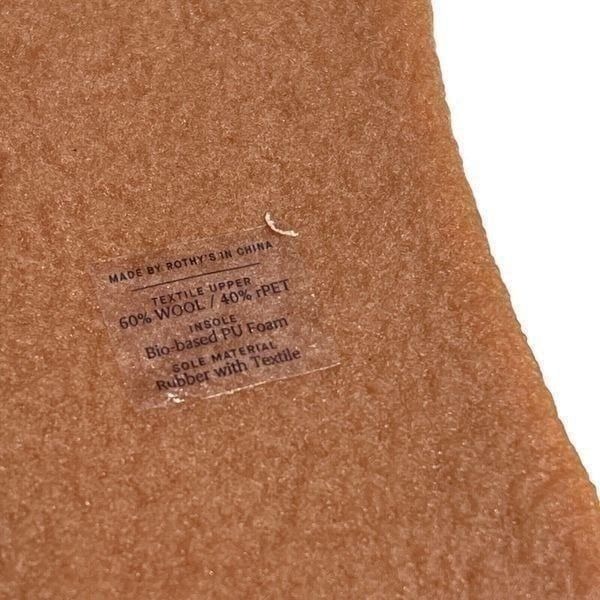 MADE BY ROTHY'S IN CHINA
TEXTILE UPPER
60% WOOL / 40% rPET
INSOLE
Bio-based PU Foam
SOLE MATERIAL
Rubber with Textile